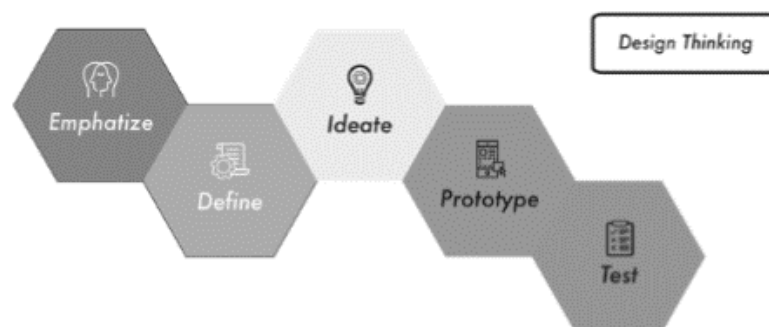 Design Thinking
Emphatize
Define
Ideate
Prototype
Test